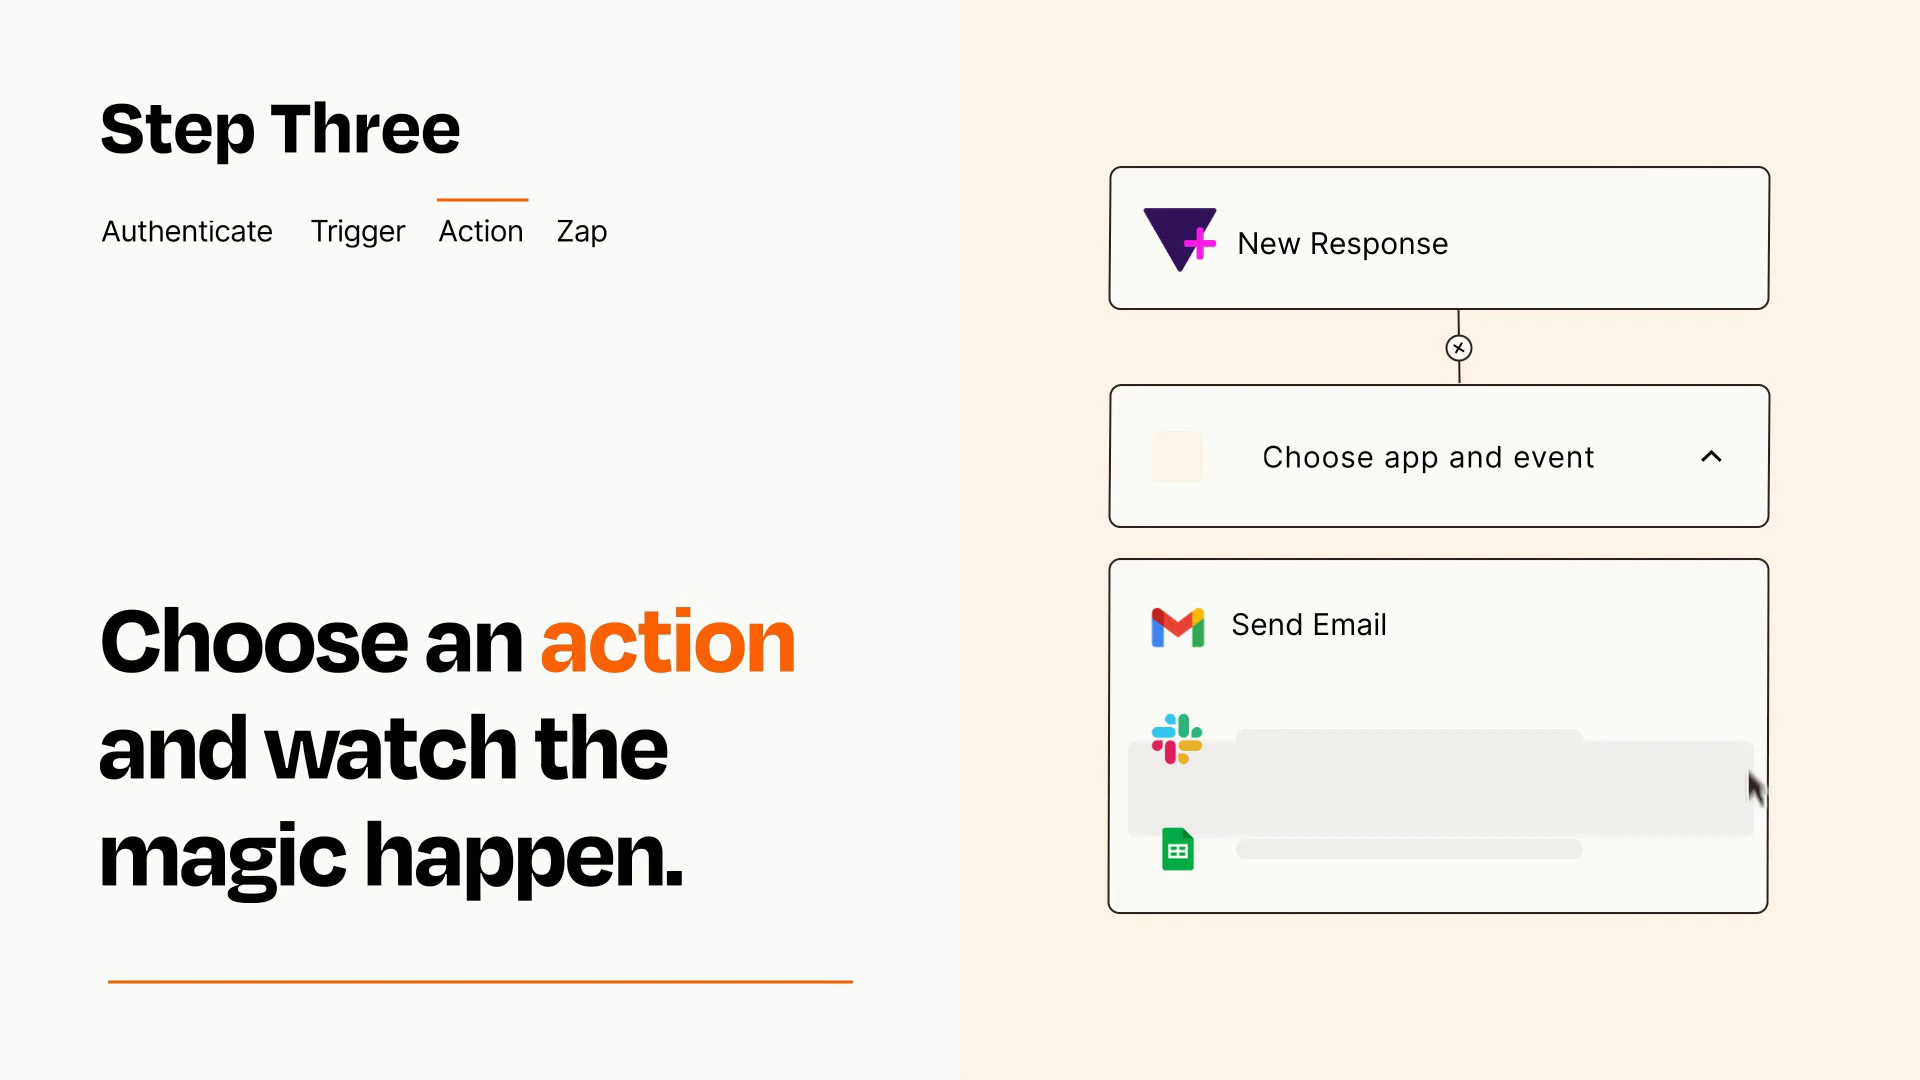 Step Three
Authenticate Trigger Action Zap
Choose an action
and watch the
magic happen.
New Response
Choose app and event
Send Email